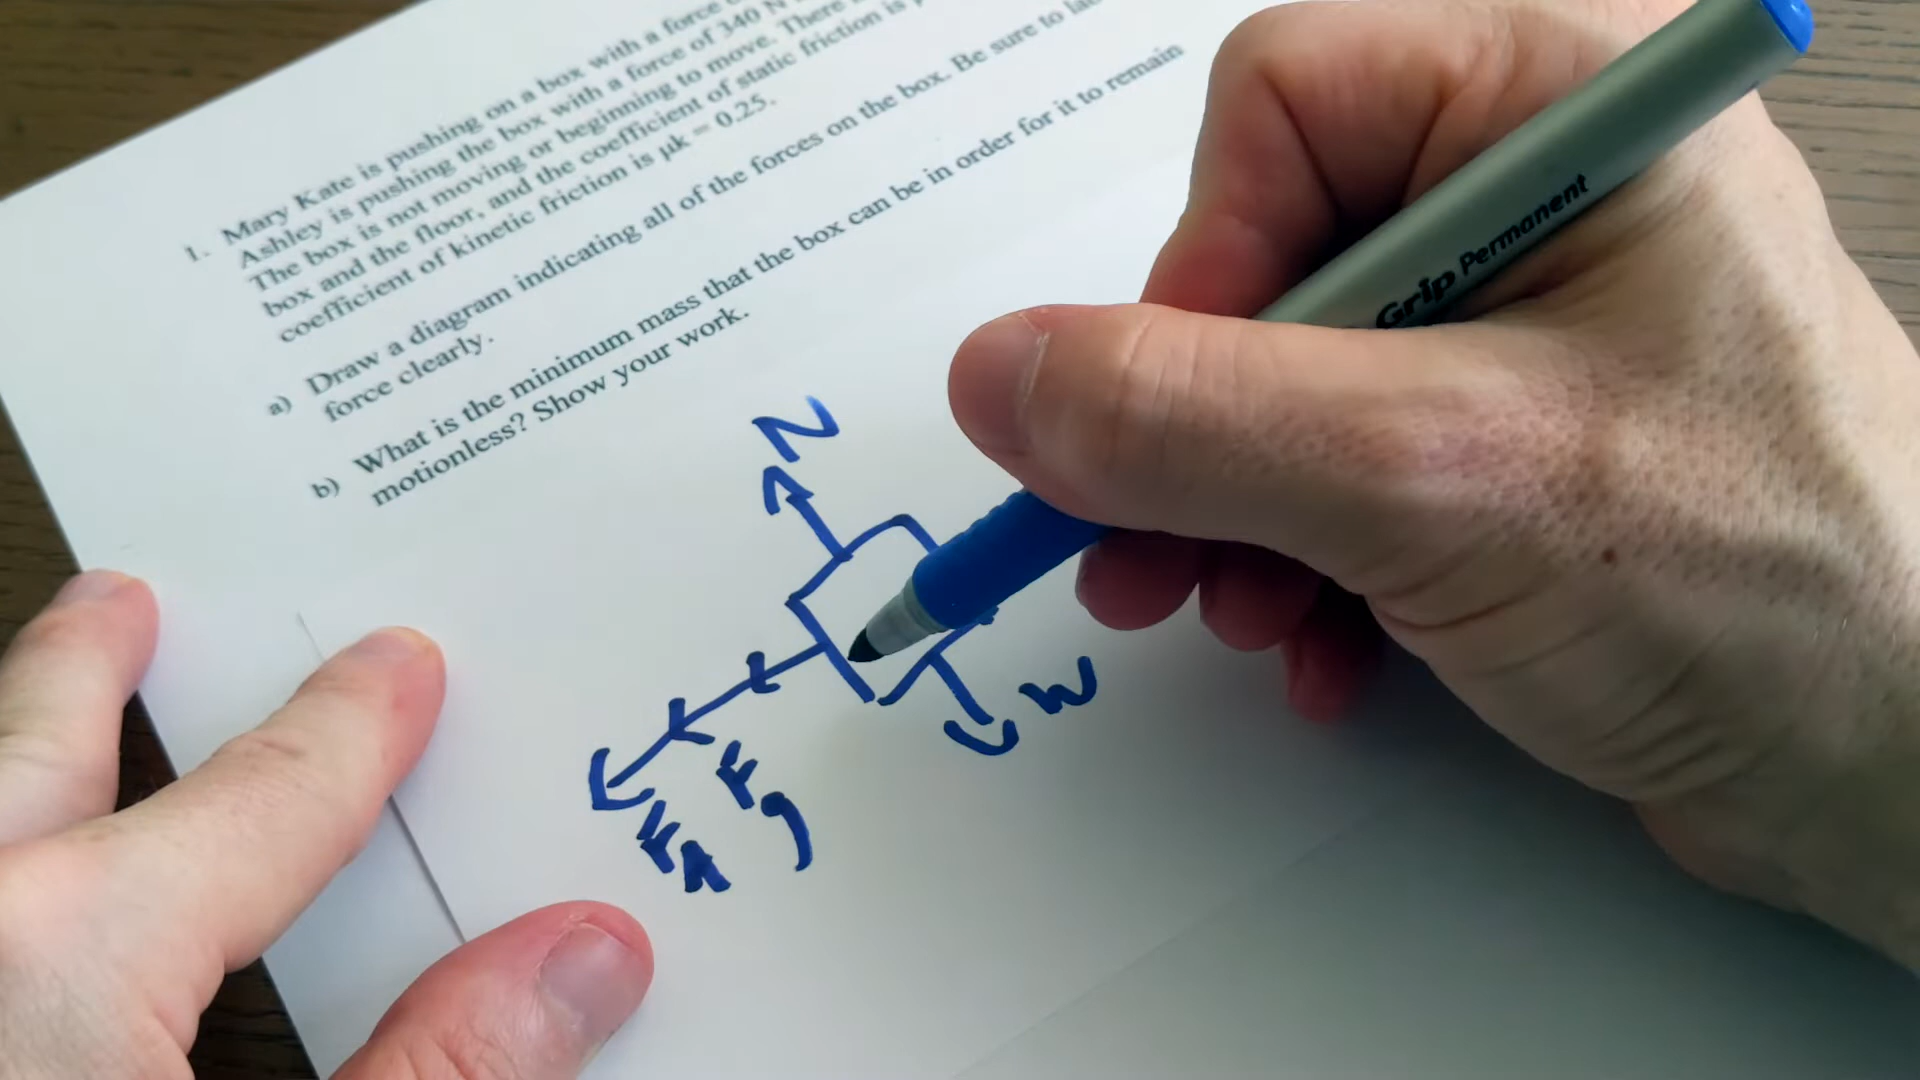 1. Mary Kate is pushing on a box with a force
Ashley is pushing the box with a force of 340 N
The box is not moving or beginning to move. There
box and the floor, and the coefficient of static friction is
coefficient of kinetic friction is μk = 0.25.
a) Draw a diagram indicating all of the forces on the box. Be sure to
force clearly.
b) What is the minimum mass that the box can be in order for it to remain
motionless? Show your work.
N
W
F
F
Grip Permanent